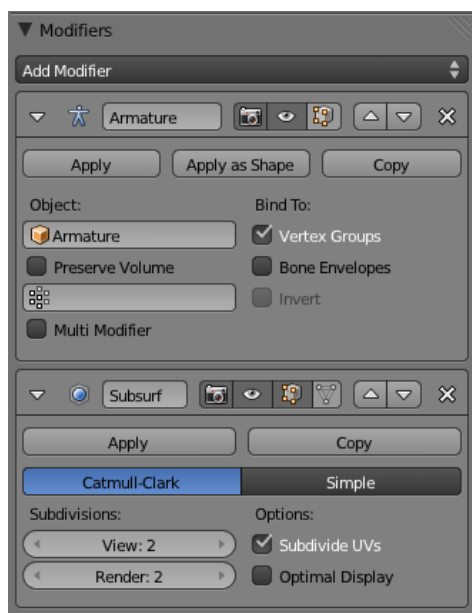 Modifiers
Add Modifier
Armature
Apply Apply as Shape Copy
Object: Bind To:
Armature Vertex Groups
Preserve Volume Bone Envelopes
Invert
Multi Modifier
Subsurf
Apply Copy
Catmull-Clark Simple
Subdivisions: Options:
View: 2 Subdivide UVs
Render: 2 Optimal Display